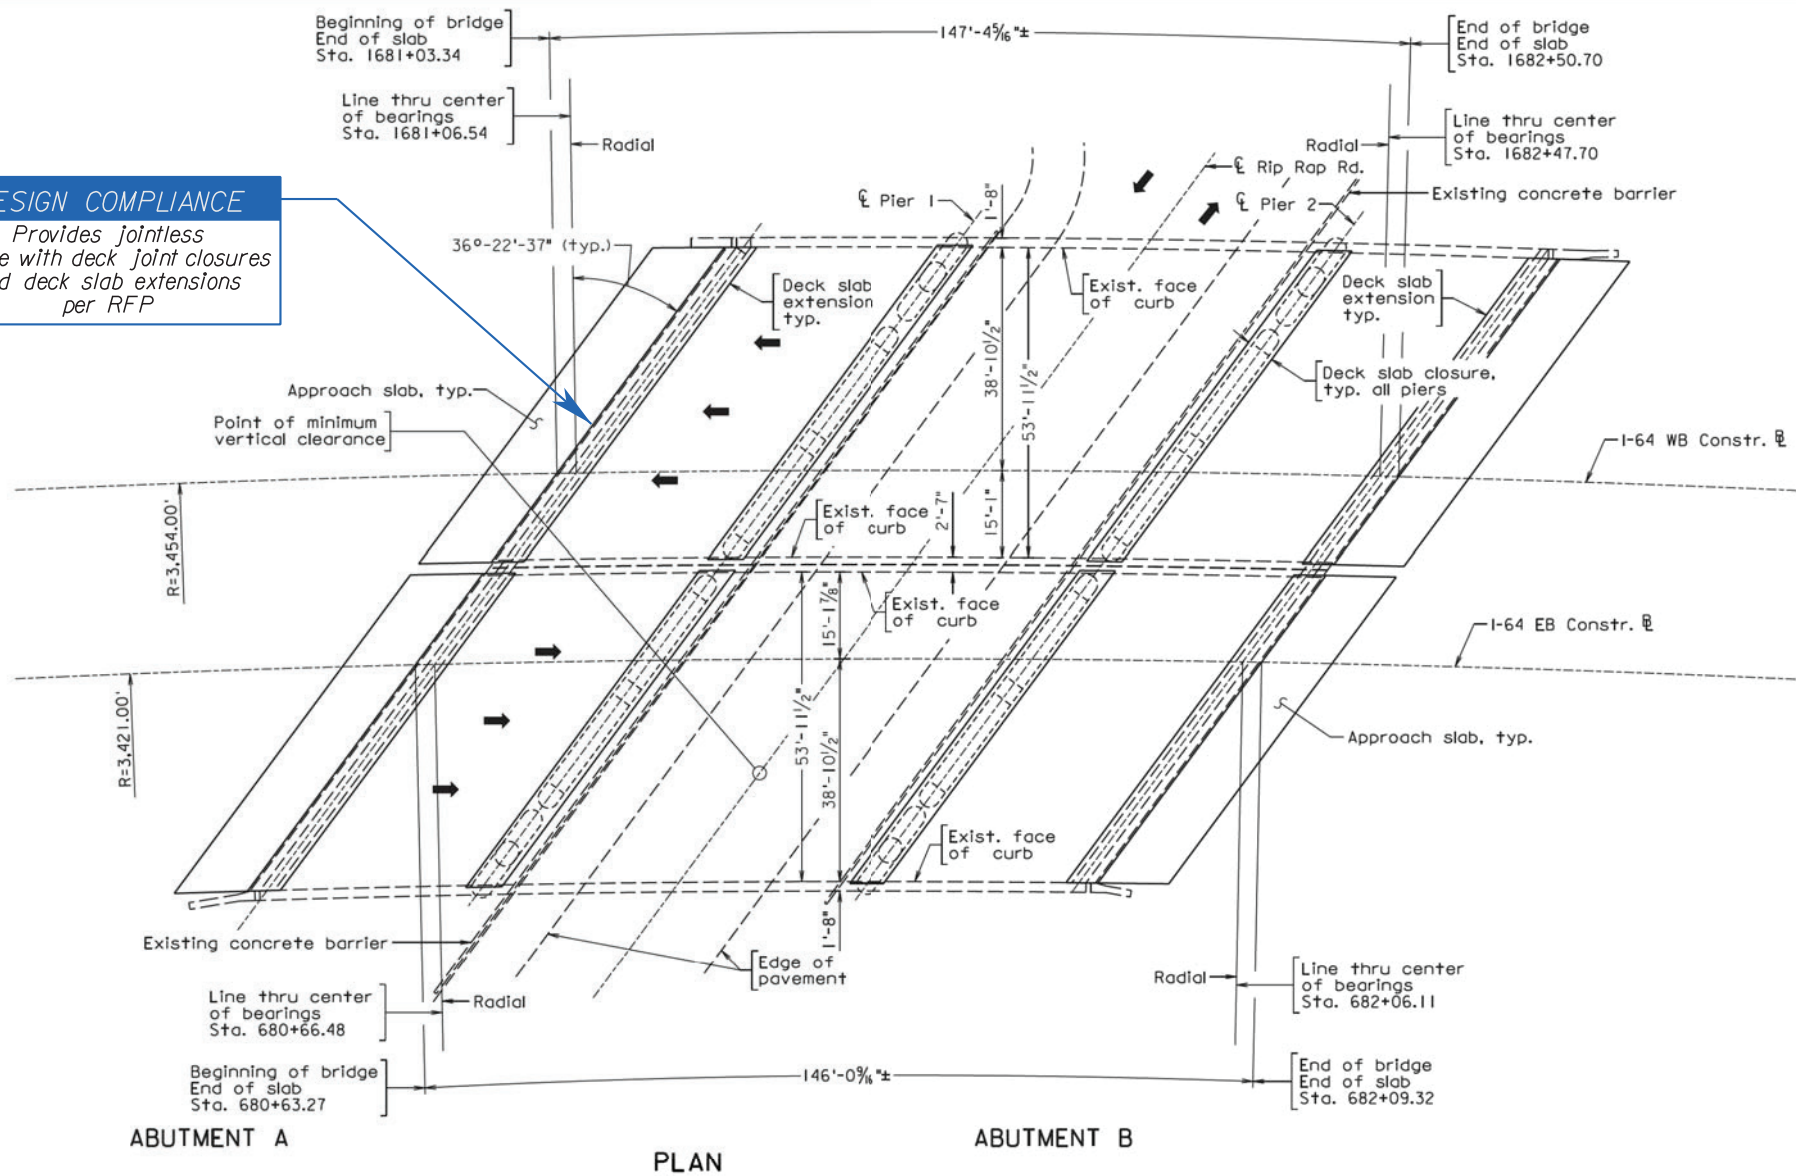 Beginning of bridge
End of slab
Sta. 1681+03.34
147'-4 5/16"±
End of bridge
End of slab
Sta. 1682+50.70
Line thru center
of bearings
Sta. 1681+06.54
Radial
Line thru center
of bearings
Sta. 1682+47.70
Radial
℄ Rip Rap Rd.
ESIGN COMPLIANCE
Provides jointless
e with deck joint closures
d deck slab extensions
per RFP
℄ Pier 1
1'-8"
℄ Pier 2
Existing concrete barrier
36°-22'-37" (typ.)
Deck slab
extension
typ.
Exist. face
of curb
Deck slab
extension
typ.
38'-10 1/2"
53'-11 1/2"
Approach slab, typ.
Deck slab closure,
typ. all piers
Point of minimum
vertical clearance
I-64 WB Constr. ⅊
R=3,454.00'
Exist. face
of curb
2'-7"
15'-1"
Exist. face
of curb
15'-1 7/8"
I-64 EB Constr. ⅊
R=3,421.00'
53'-11 1/2"
38'-10 1/2"
Approach slab, typ.
Exist. face
of curb
1'-8"
Existing concrete barrier
Edge of
pavement
Radial
Line thru center
of bearings
Sta. 680+66.48
Radial
Line thru center
of bearings
Sta. 682+06.11
Beginning of bridge
End of slab
Sta. 680+63.27
146'-0 9/16"±
End of bridge
End of slab
Sta. 682+09.32
ABUTMENT A
ABUTMENT B
PLAN